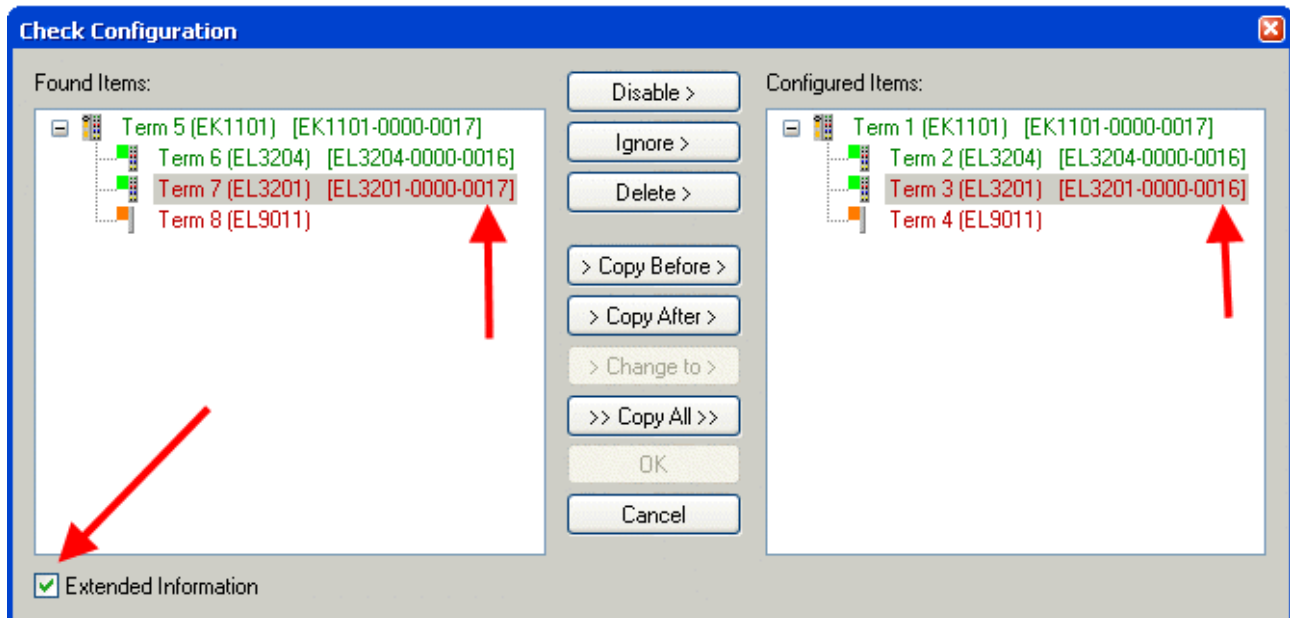 Check Configuration
Found Items:
Term 5 (EK1101) [EK1101-0000-0017]
Term 6 (EL3204) [EL3204-0000-0016]
Term 7 (EL3201) [EL3201-0000-0017]
Term 8 (EL9011)
Disable >
Ignore >
Delete >
> Copy Before >
> Copy After >
> Change to >
>> Copy All >>
OK
Cancel
Configured Items:
Term 1 (EK1101) [EK1101-0000-0017]
Term 2 (EL3204) [EL3204-0000-0016]
Term 3 (EL3201) [EL3201-0000-0016]
Term 4 (EL9011)
Extended Information